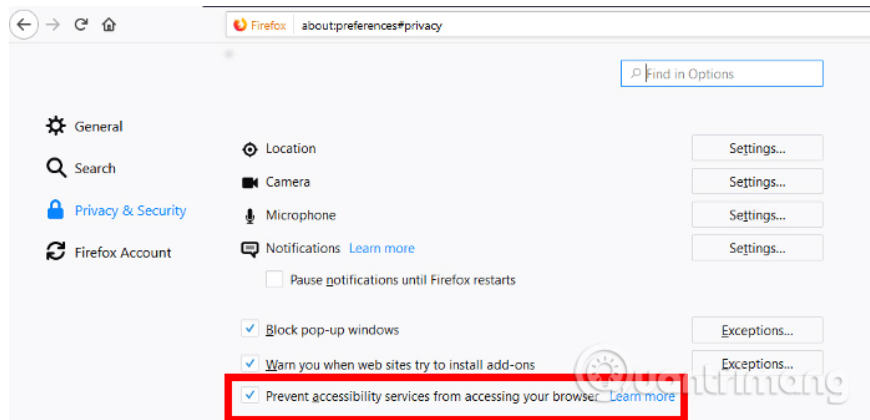 Firefox about:preferences#privacy
Find in Options
General
Search
Privacy & Security
Firefox Account
Location Settings...
Camera Settings...
Microphone Settings...
Notifications Learn more Settings...
Pause notifications until Firefox restarts
Block pop-up windows Exceptions...
Warn you when web sites try to install add-ons Exceptions...
Prevent accessibility services from accessing your browser Learn more
Quantrimang